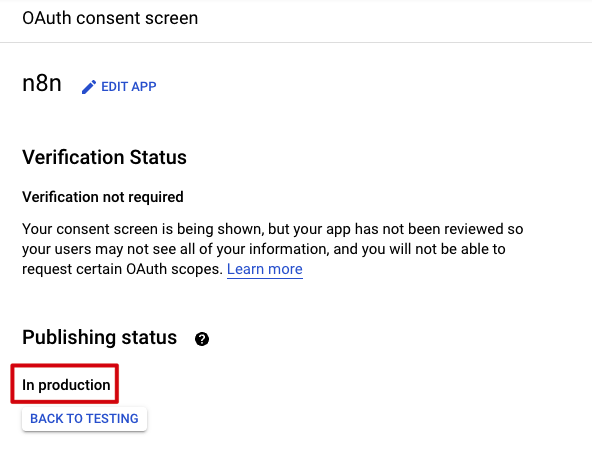 OAuth consent screen
n8n EDIT APP
Verification Status
Verification not required
Your consent screen is being shown, but your app has not been reviewed so
your users may not see all of your information, and you will not be able to
request certain OAuth scopes. Learn more
Publishing status ?
In production
BACK TO TESTING